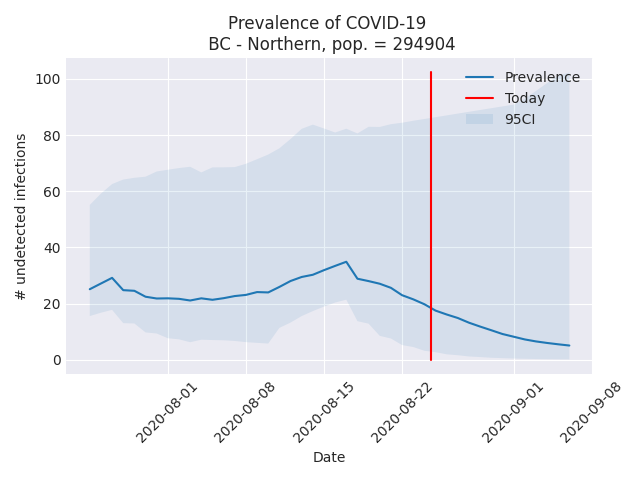 Prevalence of COVID-19
BC - Northern, pop. = 294904
100
80
60
40
20
0
# undetected infections
Prevalence
Today
95CI
2020-08-01
2020-08-08
2020-08-15
2020-08-22
2020-09-01
2020-09-08
Date